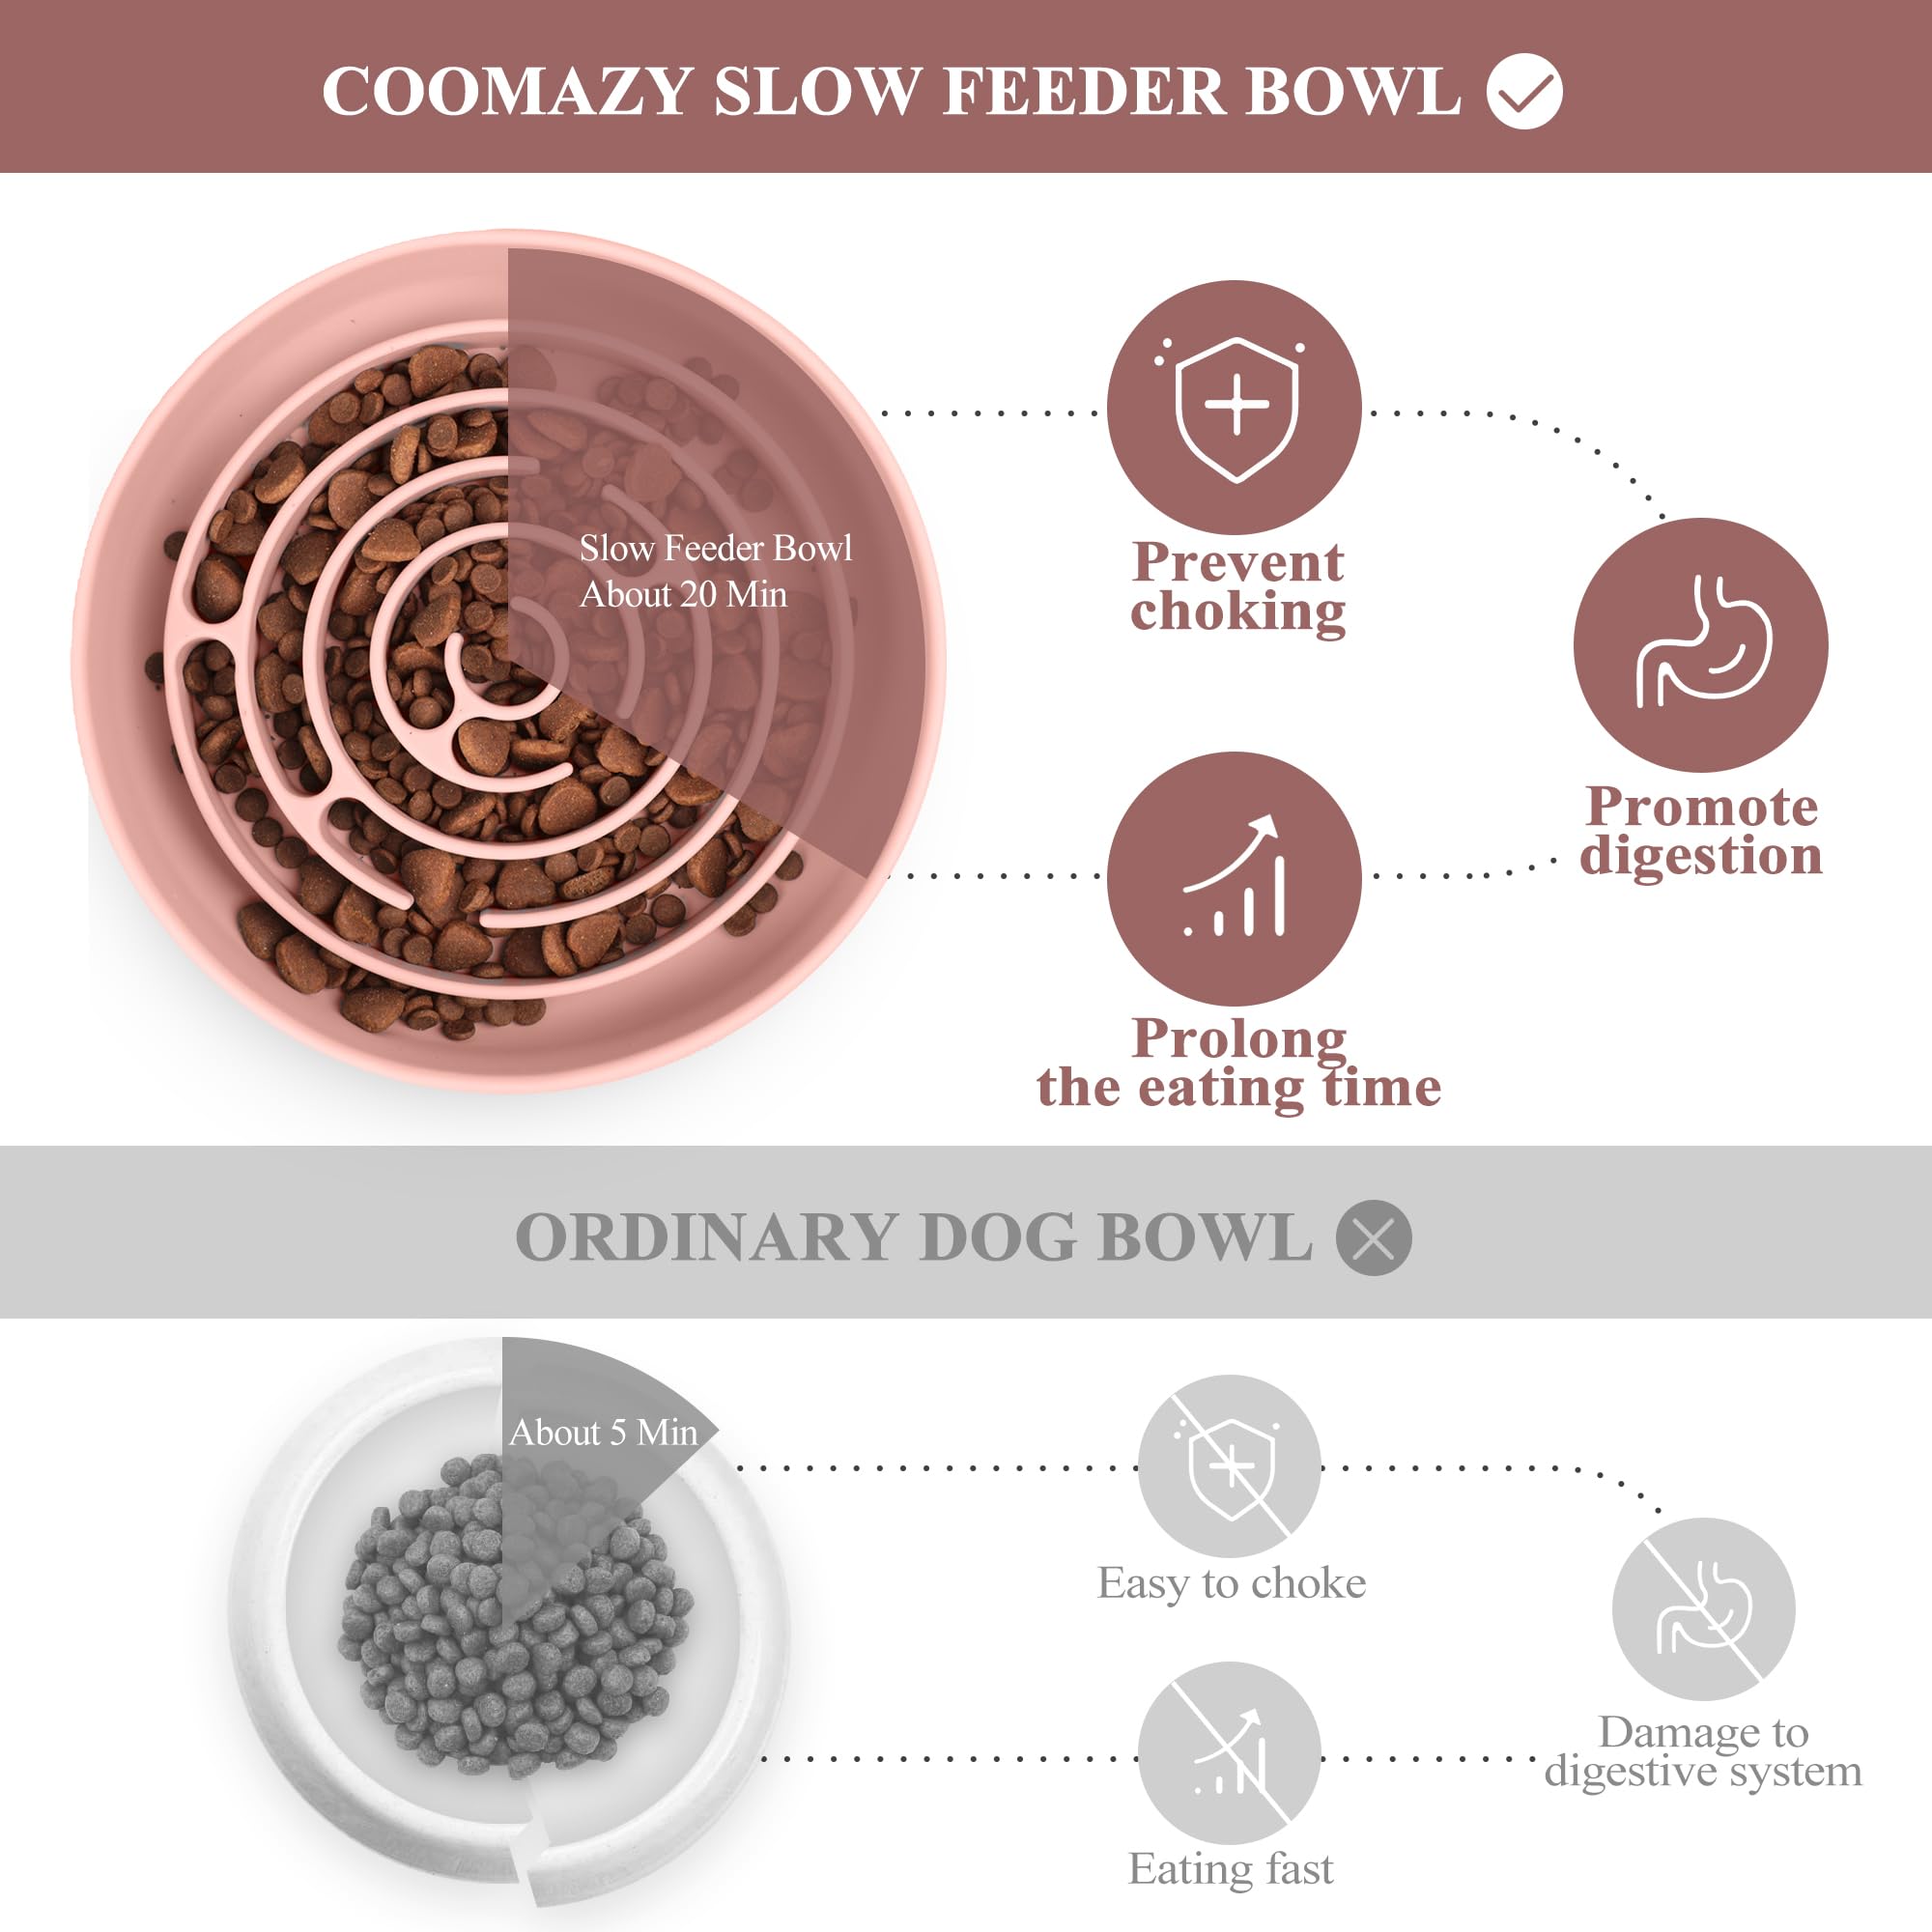 COOMAZY SLOW FEEDER BOWL
Slow Feeder Bowl
About 20 Min
Prevent
choking
Promote
digestion
Prolong
the eating time
ORDINARY DOG BOWL
About 5 Min
Easy to choke
Damage to
digestive system
Eating fast